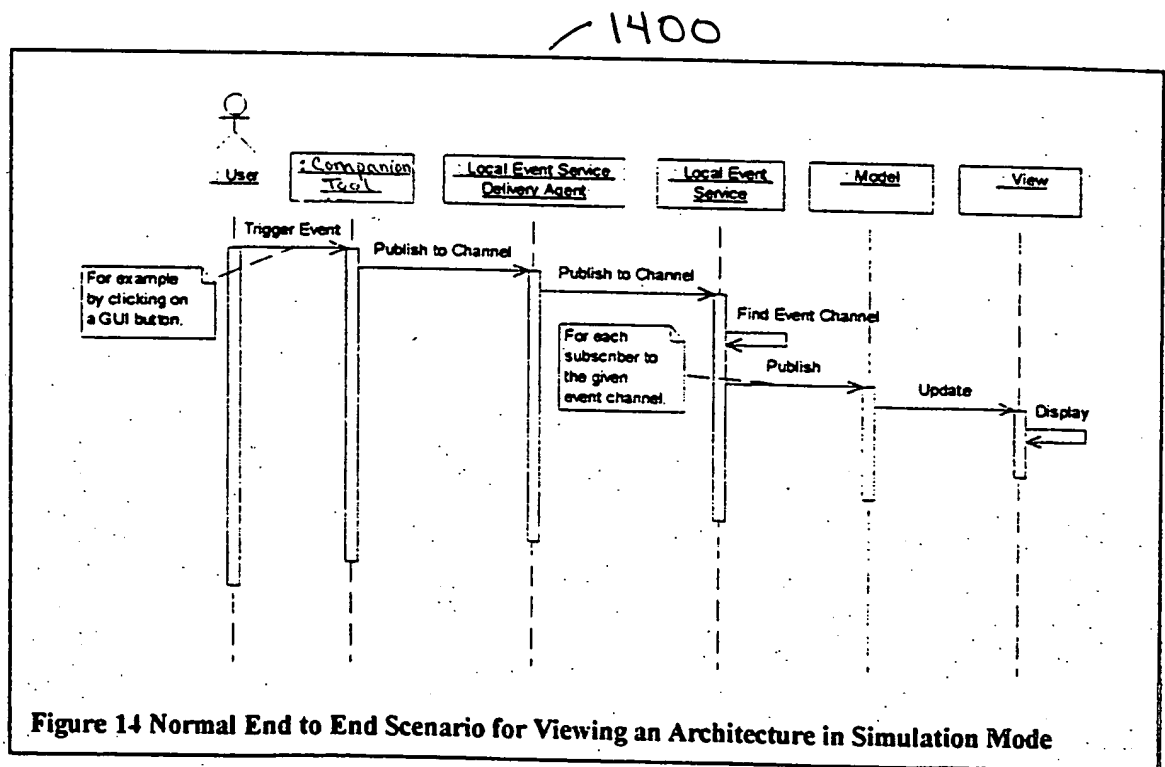 1400
: User
: Companion
Tool
: Local Event Service
Delivery Agent
: Local Event
Service
: Model
: View
Trigger Event
Publish to Channel
Publish to Channel
For example
by clicking on
a GUI button.
Find Event Channel
For each
subscriber to
the given
event channel.
Publish
Update
Display
Figure 14 Normal End to End Scenario for Viewing an Architecture in Simulation Mode